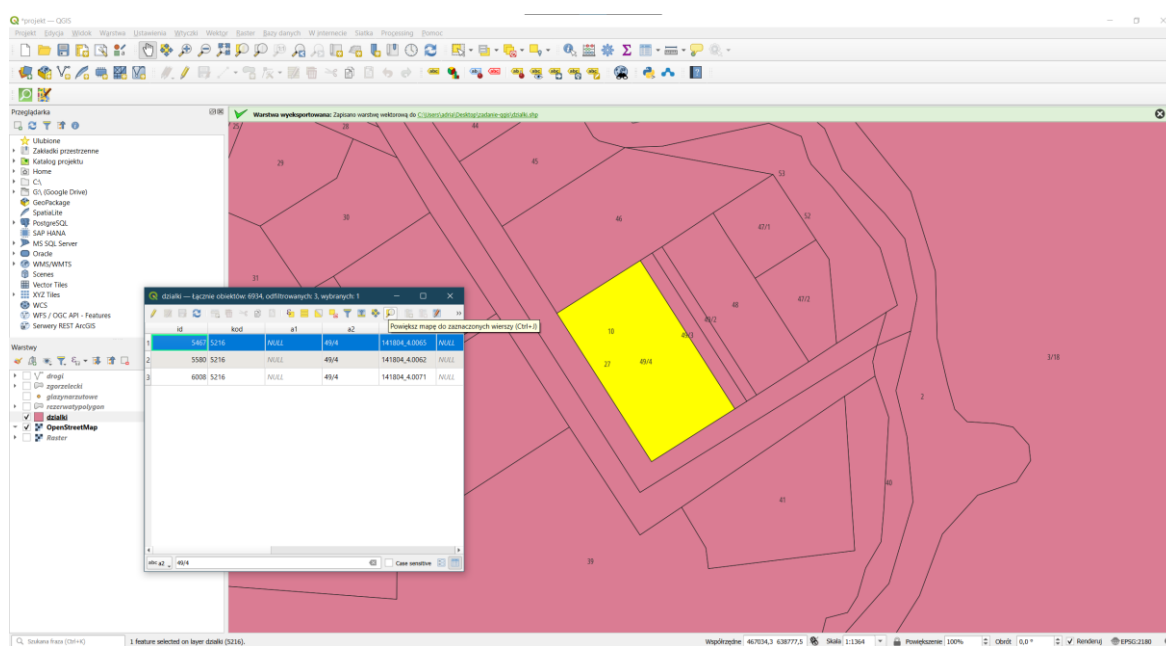 *projekt — QGIS
Projekt Edycja Widok Warstwa Ustawienia Wtyczki Wektor Raster Bazy danych W internecie Siatka Processing Pomoc
Przeglądarka
Ulubione
Zakładki przestrzenne
Katalog projektu
Home
C:\
G:\ (Google Drive)
GeoPackage
SpatiaLite
PostgreSQL
SAP HANA
MS SQL Server
Oracle
WMS/WMTS
Scenes
Vector Tiles
XYZ Tiles
WCS
WFS / OGC API - Features
Serwery REST ArcGIS
Warstwy
drogi
zgorzelecki
glazynarzutowe
rezerwatypolygon
dzialki
OpenStreetMap
Raster
Warstwa wyeksportowana: Zapisano warstwę wektorową do C:\Users\adria\Desktop\zadanie-qgis\dzialki.shp
25/
28
44
29
45
53
30
46
52
47/1
31
47/2
48
49/2
49/3
10
27
49/4
3/18
2
40
41
39
dzialki — Łącznie obiektów: 6934, odfiltrowanych: 3, wybranych: 1
Powiększ mapę do zaznaczonych wierszy (Ctrl+J)
id kod a1 a2
1 5467 5216 NULL 49/4 141804_4.0065 NULL
2 5580 5216 NULL 49/4 141804_4.0062 NULL
3 6008 5216 NULL 49/4 141804_4.0071 NULL
abc a2 49/4 Case sensitive
Szukana fraza (Ctrl+K) 1 feature selected on layer dzialki (5216). Współrzędne 467034,3 638777,5 Skala 1:1364 Powiększenie 100% Obrót 0,0 ° Renderuj EPSG:2180